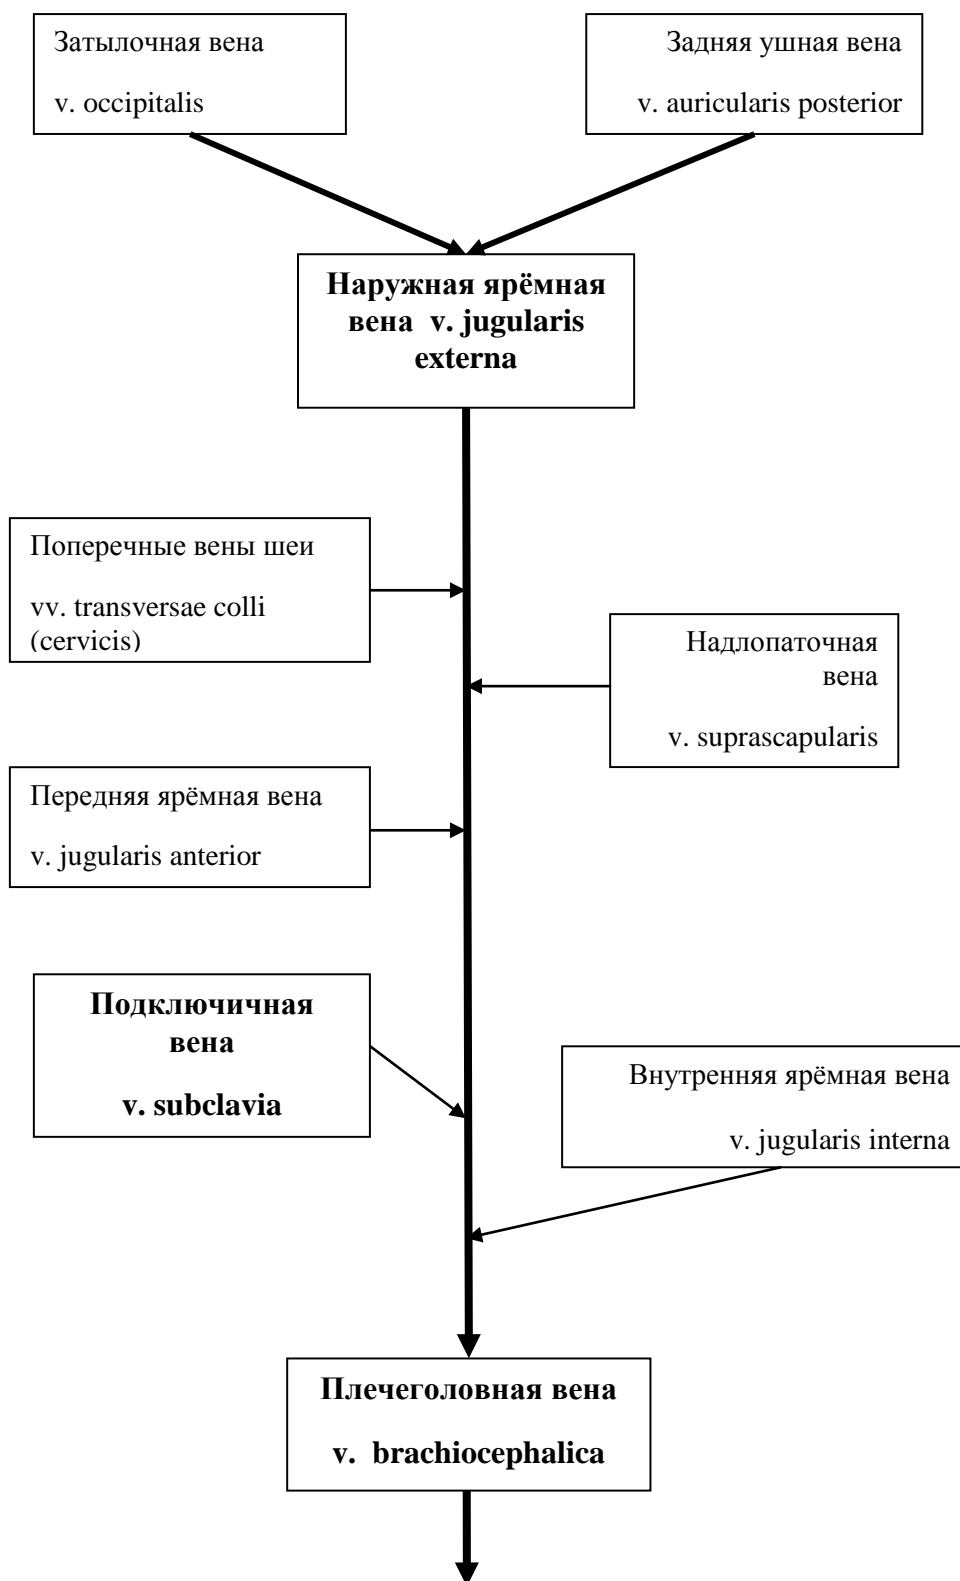 Затылочная вена
v. occipitalis
Задняя ушная вена
v. auricularis posterior
Наружная ярёмная
вена v. jugularis
externa
Поперечные вены шеи
vv. transversae colli
(cervicis)
Надлопаточная
вена
v. suprascapularis
Передняя ярёмная вена
v. jugularis anterior
Подключичная
вена
v. subclavia
Внутренняя ярёмная вена
v. jugularis interna
Плечеголовная вена
v. brachiocephalica